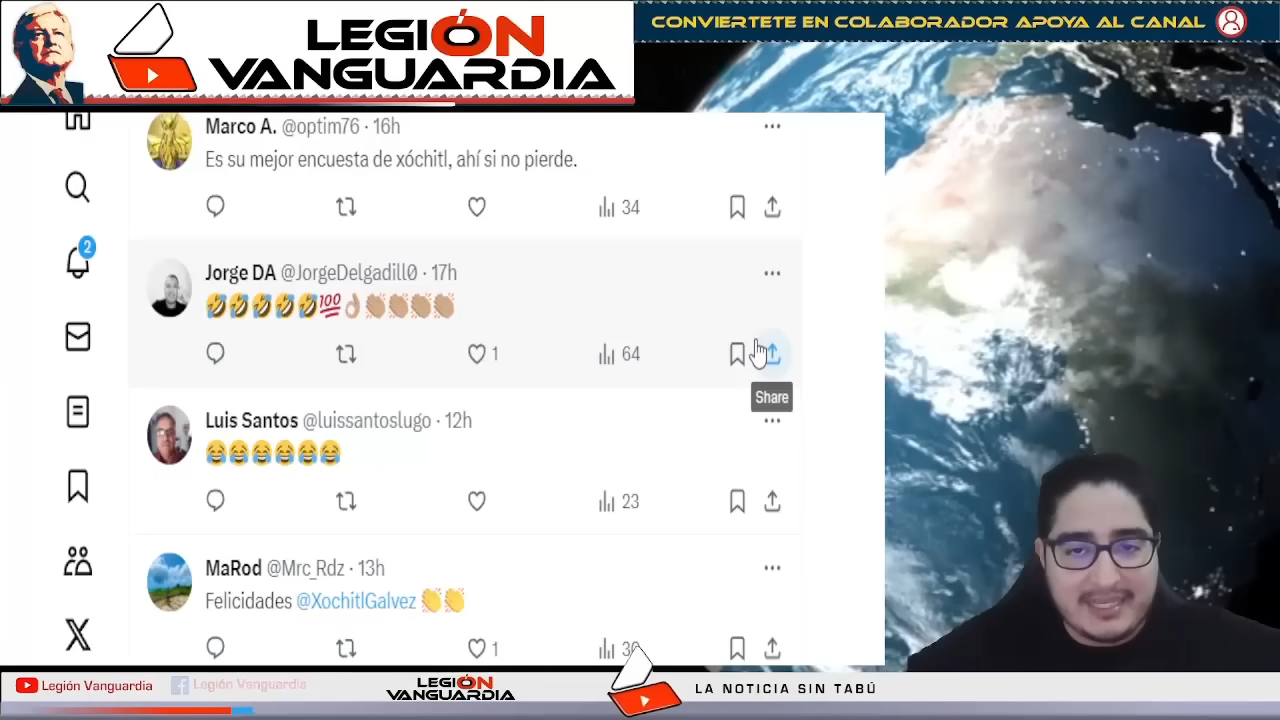 LEGIÓN
VANGUARDIA
CONVIERTETE EN COLABORADOR APOYA AL CANAL
Marco A. @optim76 · 16h
Es su mejor encuesta de xóchitl, ahí si no pierde.
34
2
Jorge DA @JorgeDelgadill0 · 17h
🤣🤣🤣🤣🤣💯👌🏽👏🏽👏🏽👏🏽👏🏽
1 64
Share
Luis Santos @luissantoslugo · 12h
😂😂😂😂😂😂
23
MaRod @Mrc_Rdz · 13h
Felicidades @XochitlGalvez 👏👏
1
Legión Vanguardia
Legión Vanguardia
LEGIÓN
VANGUARDIA
LA NOTICIA SIN TABÚ